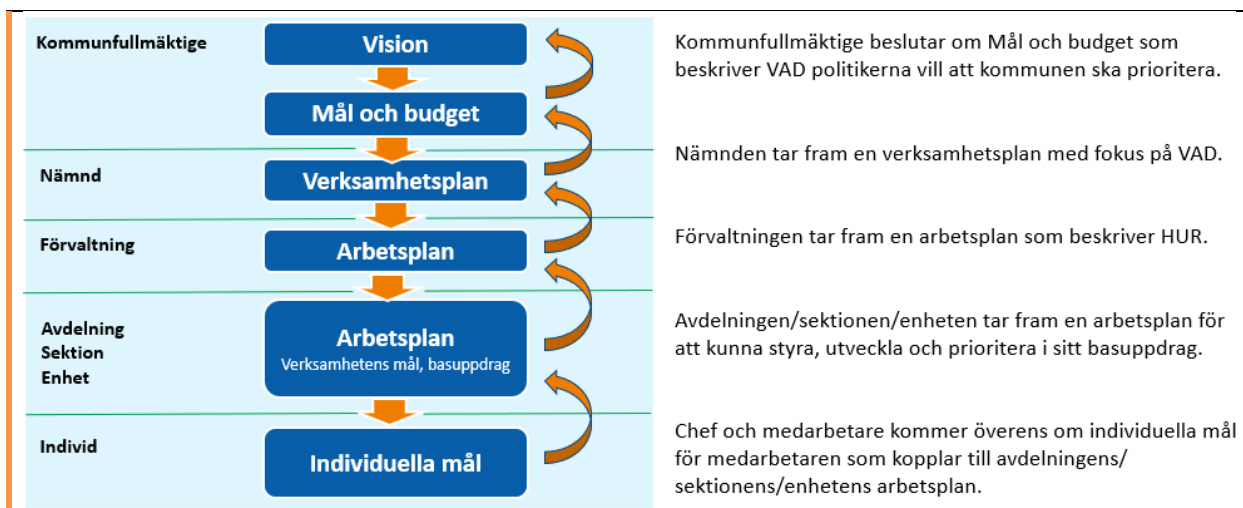 Kommunfullmäktige
Vision
Mål och budget
Kommunfullmäktige beslutar om Mål och budget som
beskriver VAD politikerna vill att kommunen ska prioritera.
Nämnd
Verksamhetsplan
Nämnden tar fram en verksamhetsplan med fokus på VAD.
Förvaltning
Arbetsplan
Förvaltningen tar fram en arbetsplan som beskriver HUR.
Avdelning
Sektion
Enhet
Arbetsplan
Verksamhetens mål, basuppdrag
Avdelningen/sektionen/enheten tar fram en arbetsplan för
att kunna styra, utveckla och prioritera i sitt basuppdrag.
Individ
Individuella mål
Chef och medarbetare kommer överens om individuella mål
för medarbetaren som kopplar till avdelningens/
sektionens/enhetens arbetsplan.